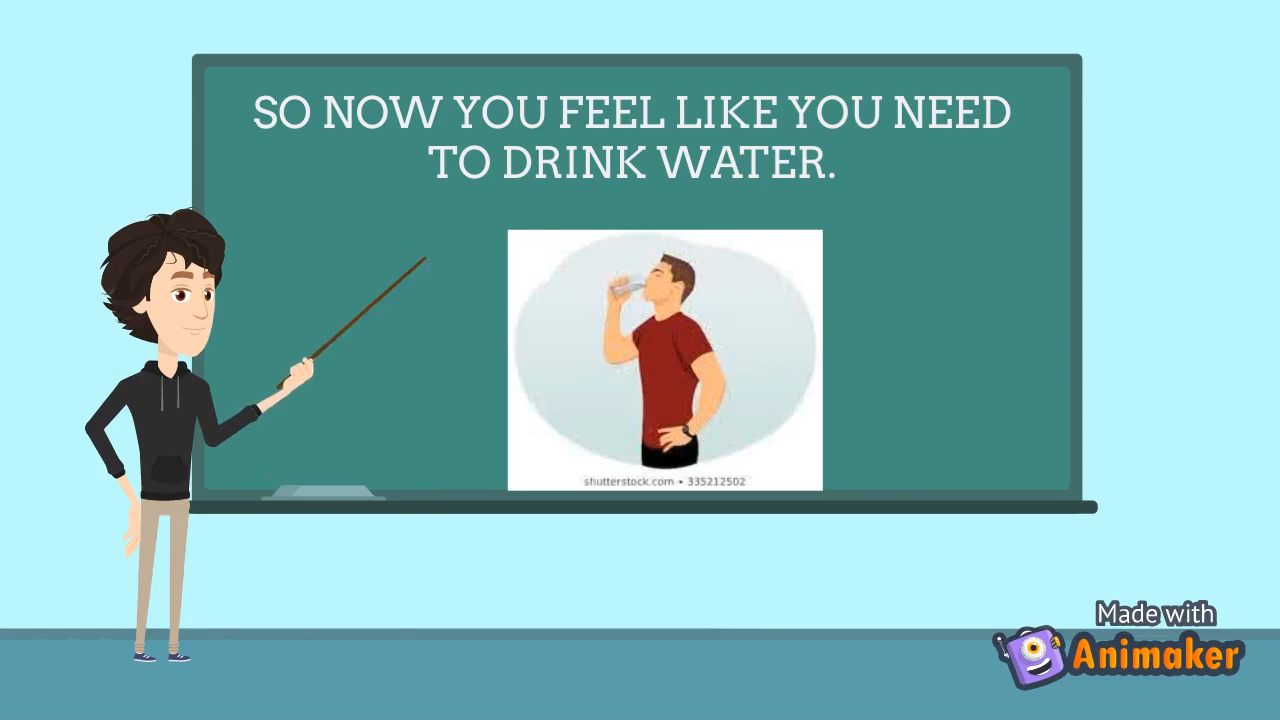 SO NOW YOU FEEL LIKE YOU NEED
TO DRINK WATER.
shutterstock.com • 335212502
Made with
Animaker